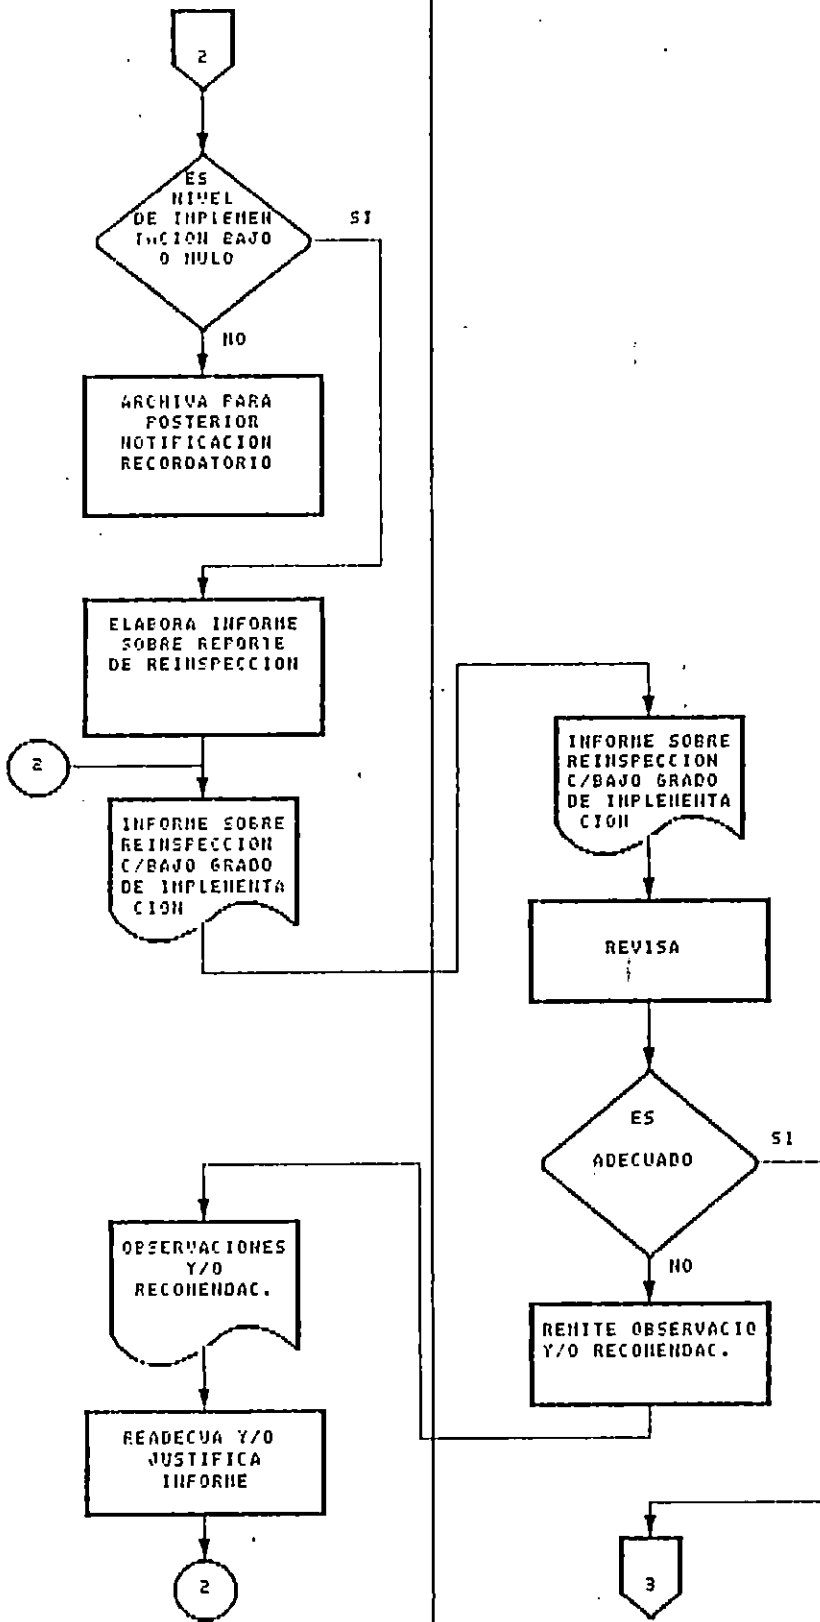 2
ES
NIVEL
DE IMPLEMEN
TACION BAJO
O NULO
SI
NO
ARCHIVA PARA
POSTERIOR
NOTIFICACION
RECORDATORIO
ELABORA INFORME
SOBRE REPORTE
DE REINSPECCION
2
INFORME SOBRE
REINSPECCION
C/BAJO GRADO
DE IMPLEMENTA
CION
INFORME SOBRE
REINSPECCION
C/BAJO GRADO
DE IMPLEMENTA
CION
REVISA
ES
ADECUADO
SI
NO
REMITE OBSERVACIO
Y/O RECOMENDAC.
OBSERVACIONES
Y/O
RECOMENDAC.
READECUA Y/O
JUSTIFICA
INFORME
2
3